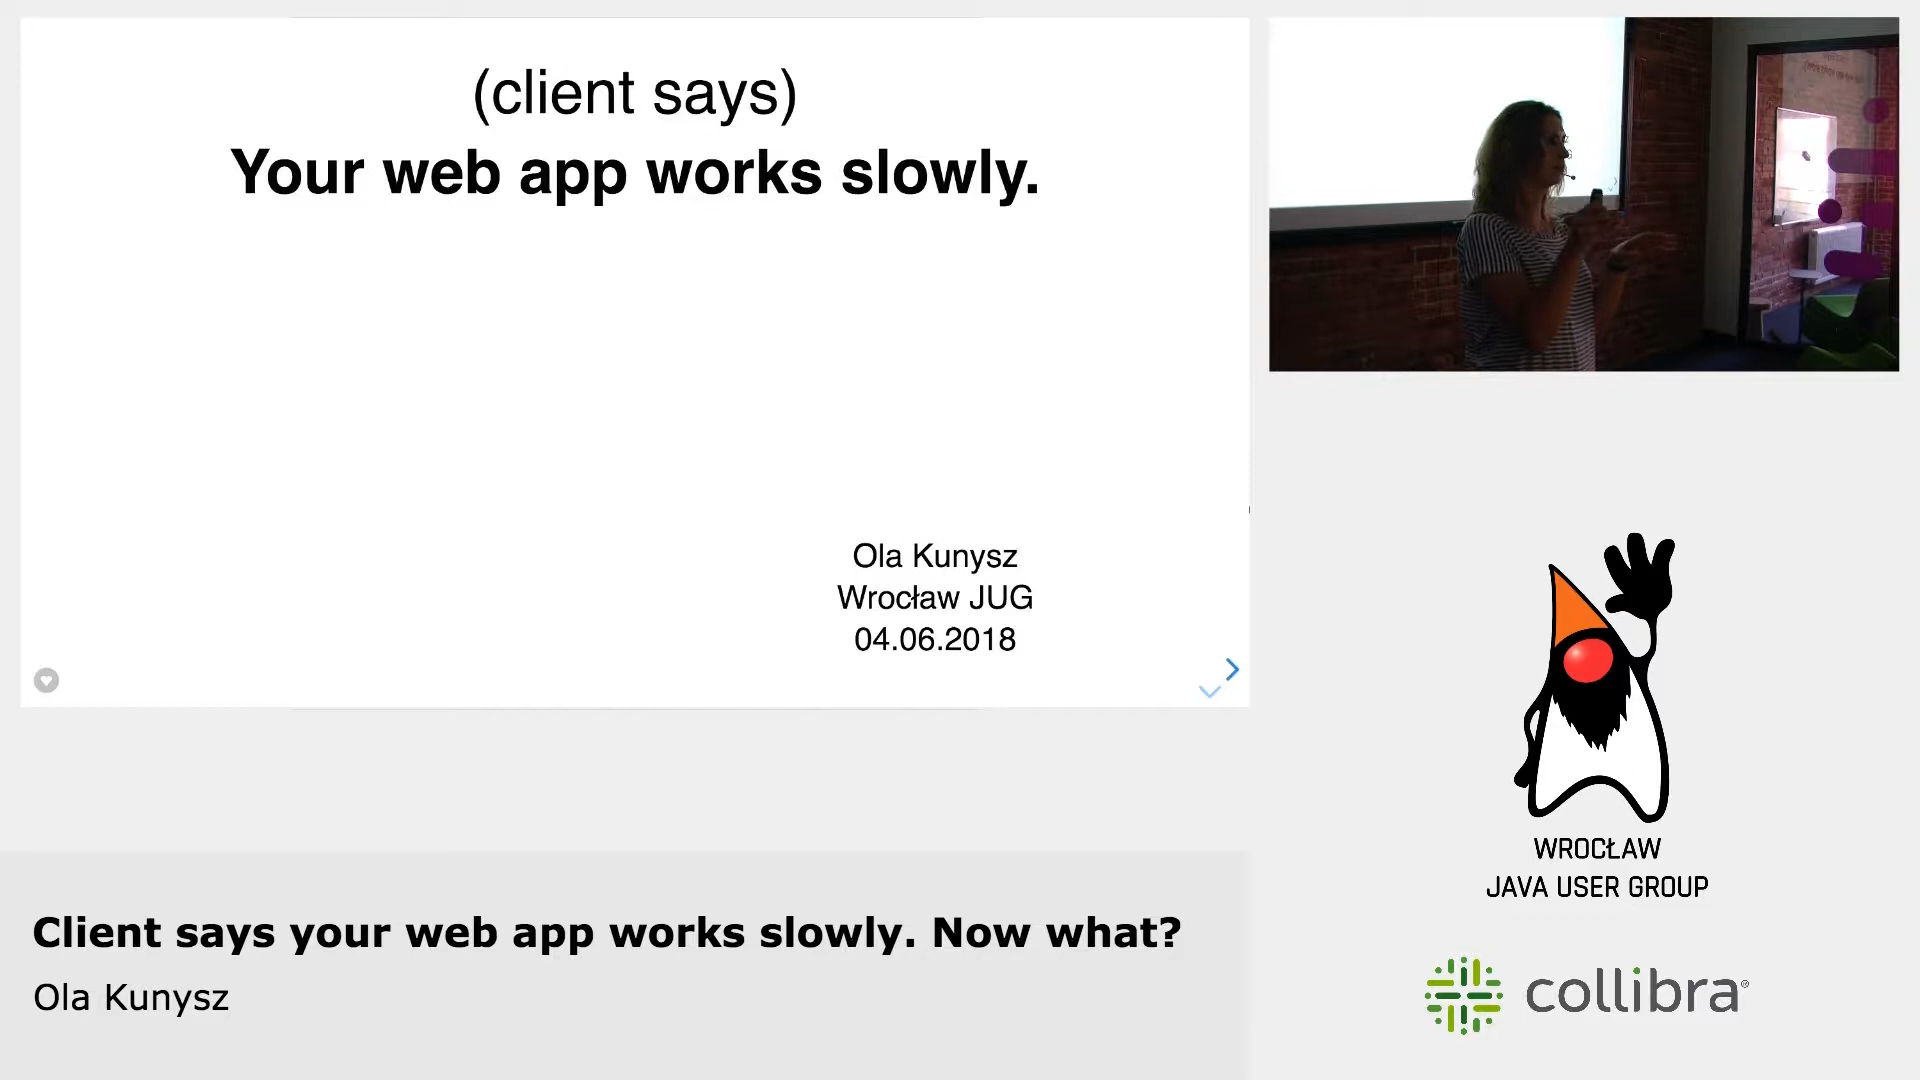 (client says)
Your web app works slowly.
Ola Kunysz
Wrocław JUG
04.06.2018
WROCŁAW
JAVA USER GROUP
Client says your web app works slowly. Now what?
Ola Kunysz
collibra®